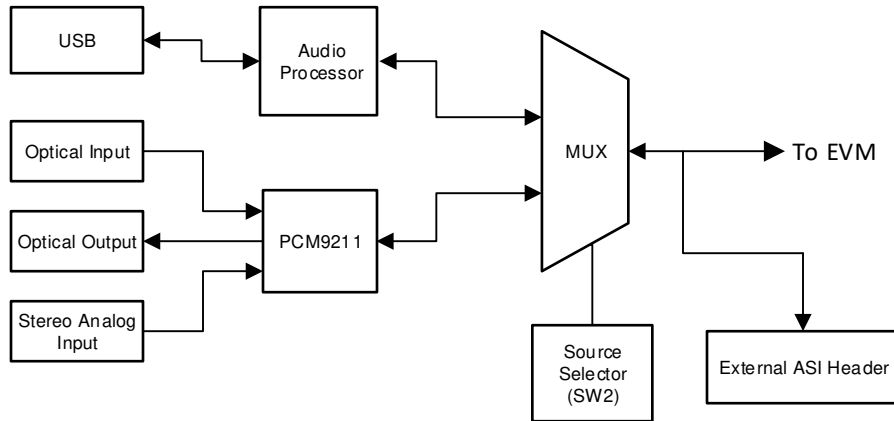 USB
Audio
Processor
Optical Input
MUX
To EVM
Optical Output
PCM9211
Stereo Analog
Input
Source
Selector
(SW2)
External ASI Header